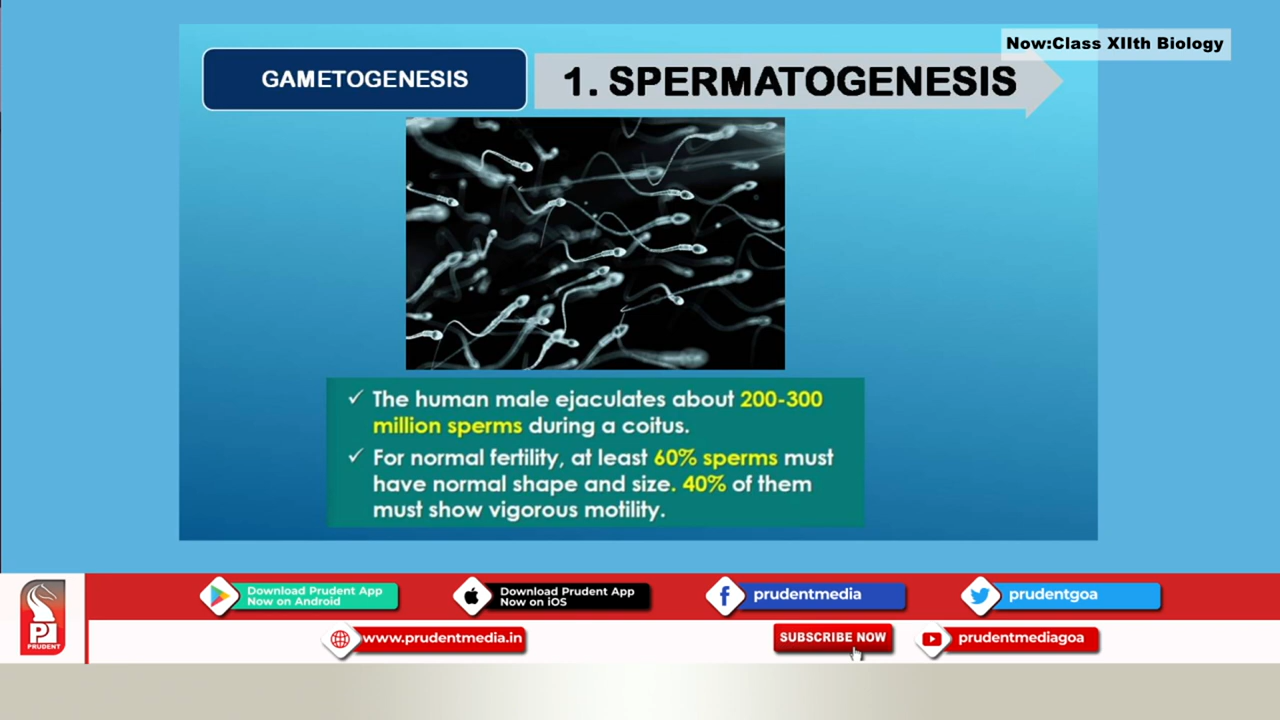 Now:Class XIIth Biology
GAMETOGENESIS
1. SPERMATOGENESIS
✓ The human male ejaculates about 200-300
million sperms during a coitus.
✓ For normal fertility, at least 60% sperms must
have normal shape and size. 40% of them
must show vigorous motility.
PRUDENT
Download Prudent App
Now on Android
Download Prudent App
Now on iOS
prudentmedia
prudentgoa
www.prudentmedia.in
SUBSCRIBE NOW
prudentmediagoa